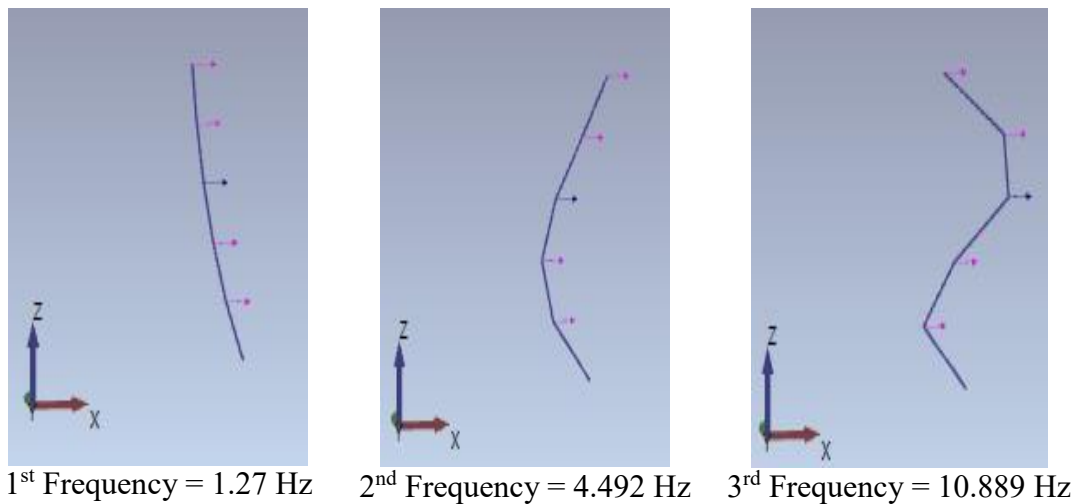 Z
X
Z
X
Z
X
1st Frequency = 1.27 Hz
2nd Frequency = 4.492 Hz
3rd Frequency = 10.889 Hz